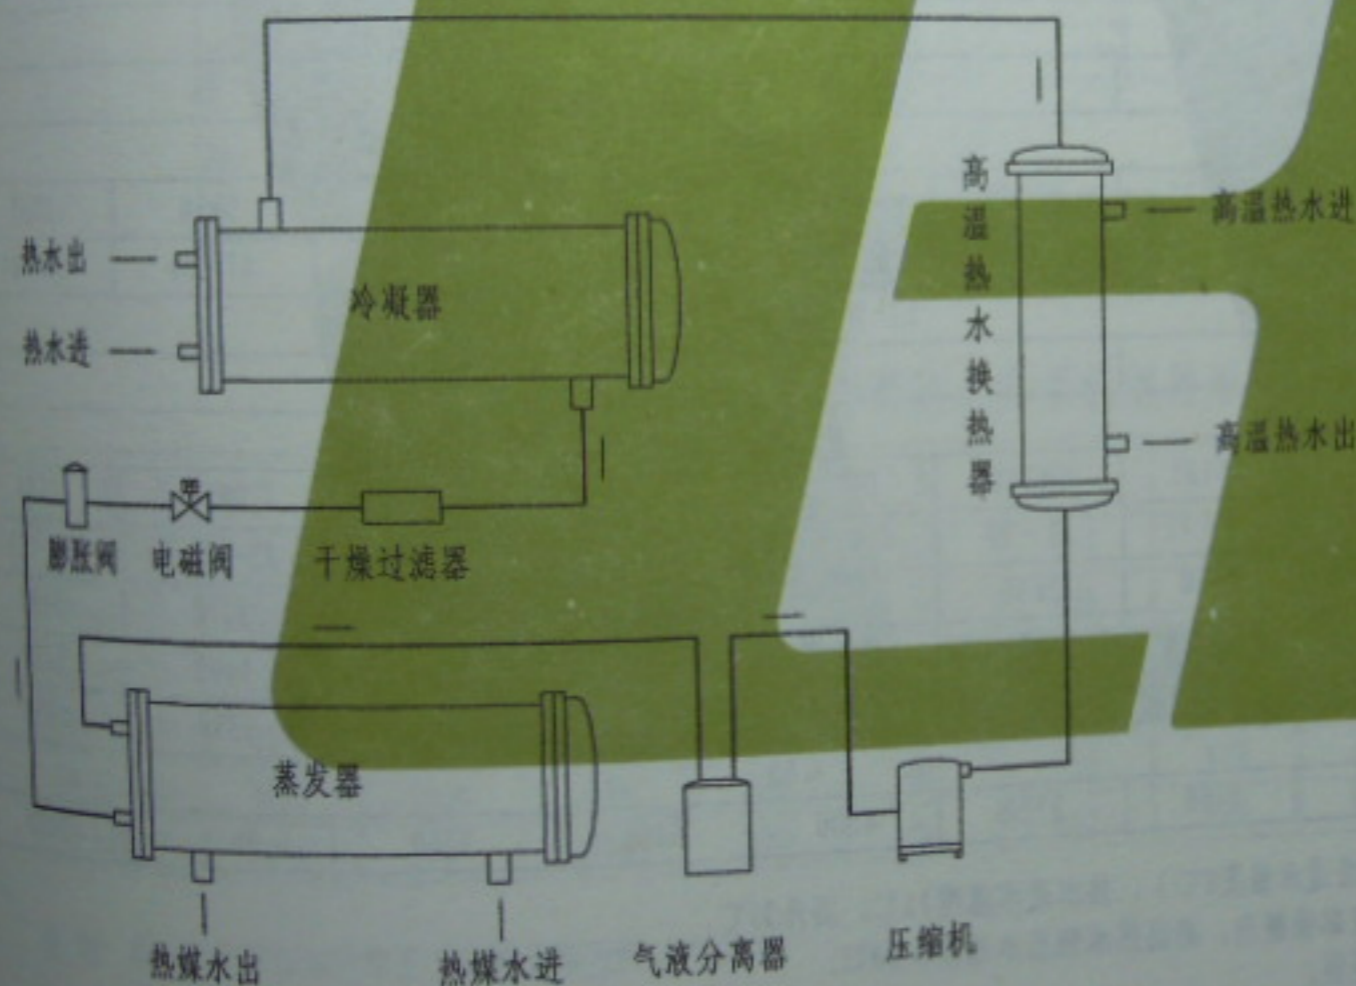 高温热水换热器
高温热水进
热水出
冷凝器
热水进
高温热水出
膨胀阀
电磁阀
干燥过滤器
蒸发器
热媒水出
热媒水进
气液分离器
压缩机